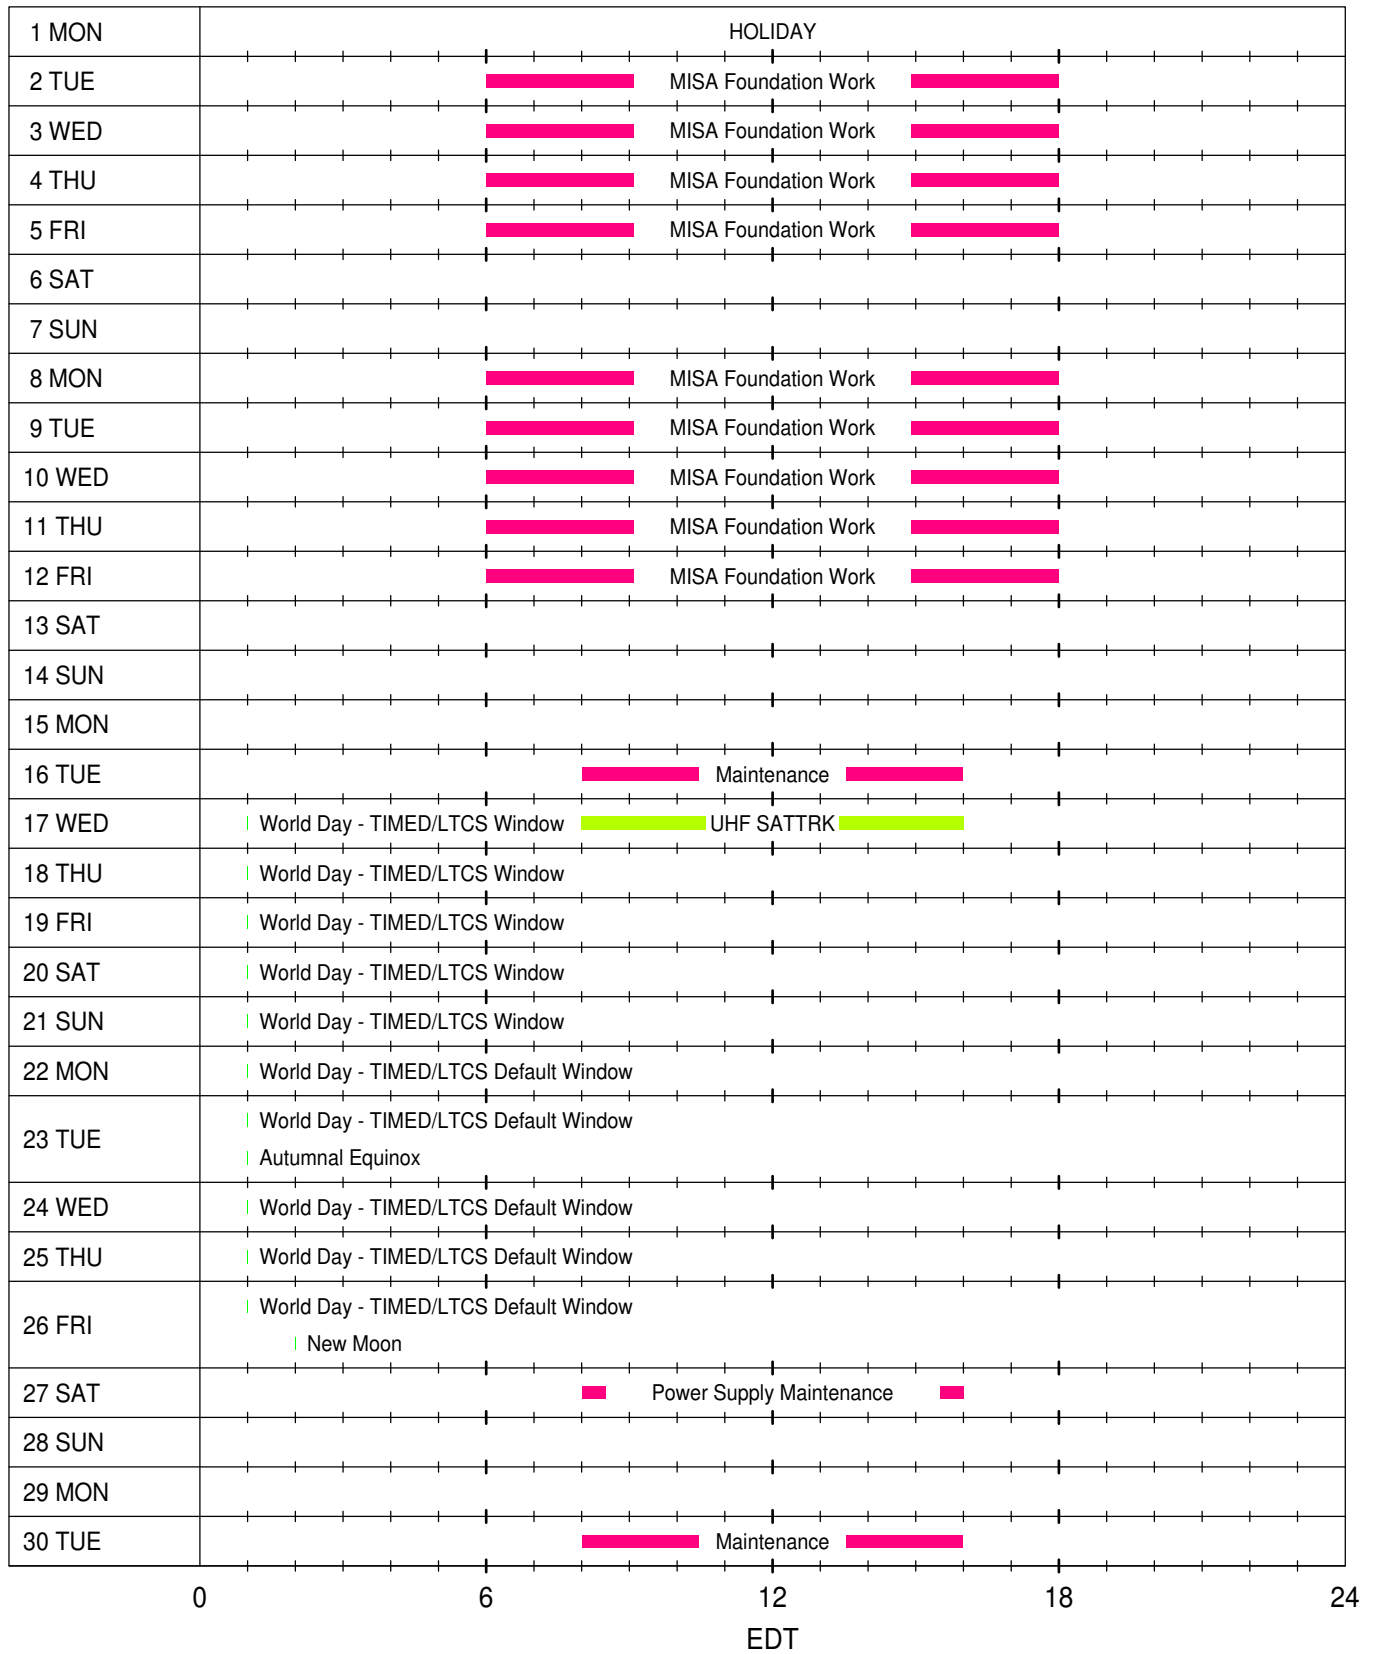 1 MON HOLIDAY
2 TUE MISA Foundation Work
3 WED MISA Foundation Work
4 THU MISA Foundation Work
5 FRI MISA Foundation Work
6 SAT
7 SUN
8 MON MISA Foundation Work
9 TUE MISA Foundation Work
10 WED MISA Foundation Work
11 THU MISA Foundation Work
12 FRI MISA Foundation Work
13 SAT
14 SUN
15 MON
16 TUE Maintenance
17 WED World Day - TIMED/LTCS Window UHF SATTRK
18 THU World Day - TIMED/LTCS Window
19 FRI World Day - TIMED/LTCS Window
20 SAT World Day - TIMED/LTCS Window
21 SUN World Day - TIMED/LTCS Window
22 MON World Day - TIMED/LTCS Default Window
23 TUE World Day - TIMED/LTCS Default Window
Autumnal Equinox
24 WED World Day - TIMED/LTCS Default Window
25 THU World Day - TIMED/LTCS Default Window
26 FRI World Day - TIMED/LTCS Default Window
New Moon
27 SAT Power Supply Maintenance
28 SUN
29 MON
30 TUE Maintenance
0 6 12 18 24
EDT